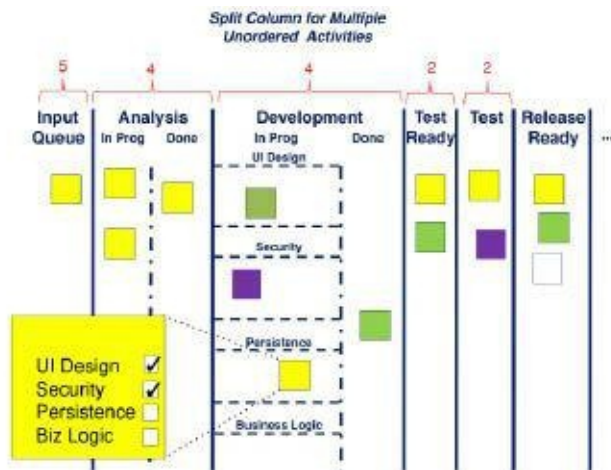 Split Column for Multiple
Unordered Activities
5 4 4 2 2
Input
Queue
Analysis
In Prog Done
Development
In Prog Done
Test
Ready
Test
Release
Ready
...
UI Design
Security
Persistence
Business Logic
UI Design
Security
Persistence
Biz Logic